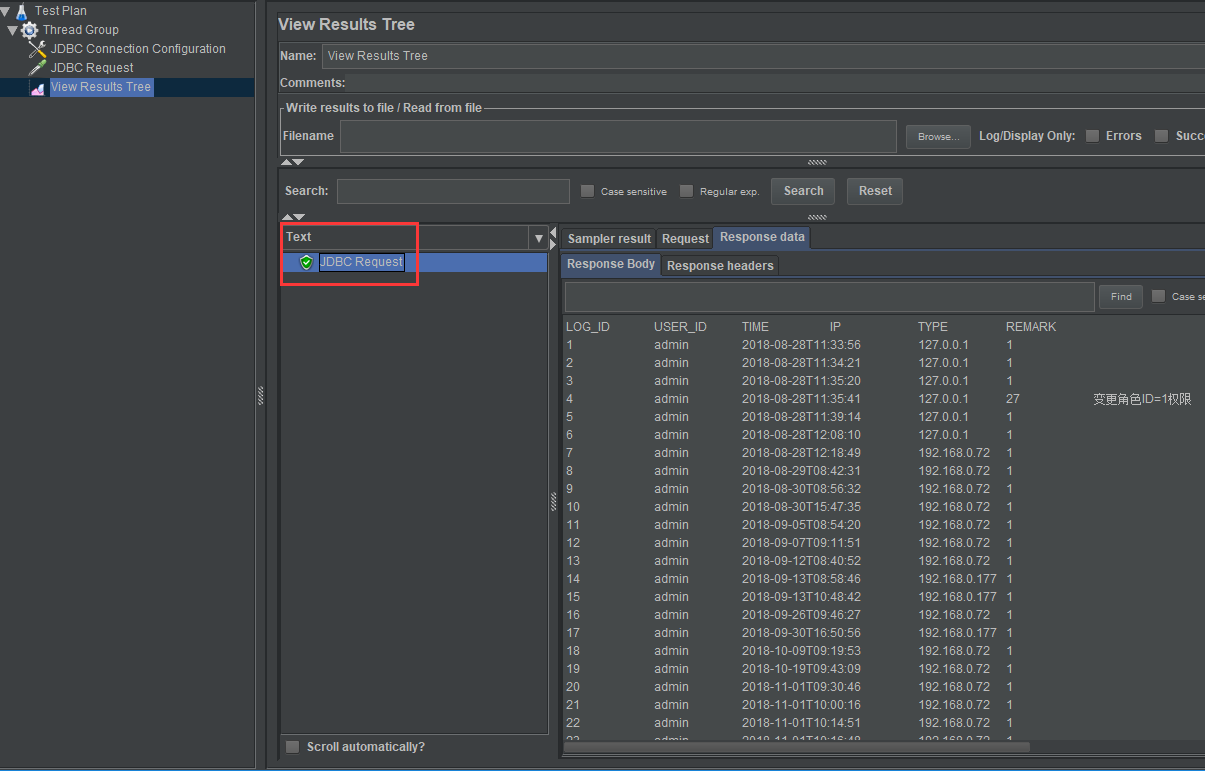 Test Plan
Thread Group
JDBC Connection Configuration
JDBC Request
View Results Tree
View Results Tree
Name: View Results Tree
Comments:
Write results to file / Read from file
Filename Browse... Log/Display Only: Errors Succ
Search: Case sensitive Regular exp. Search Reset
Text
JDBC Request
Scroll automatically?
Sampler result Request Response data
Response Body Response headers
Find Case se
LOG_ID USER_ID TIME IP TYPE REMARK
1 admin 2018-08-28T11:33:56 127.0.0.1 1
2 admin 2018-08-28T11:34:21 127.0.0.1 1
3 admin 2018-08-28T11:35:20 127.0.0.1 1
4 admin 2018-08-28T11:35:41 127.0.0.1 27 变更角色ID=1权限
5 admin 2018-08-28T11:39:14 127.0.0.1 1
6 admin 2018-08-28T12:08:10 127.0.0.1 1
7 admin 2018-08-28T12:18:49 192.168.0.72 1
8 admin 2018-08-29T08:42:31 192.168.0.72 1
9 admin 2018-08-30T08:56:32 192.168.0.72 1
10 admin 2018-08-30T15:47:35 192.168.0.72 1
11 admin 2018-09-05T08:54:20 192.168.0.72 1
12 admin 2018-09-07T09:11:51 192.168.0.72 1
13 admin 2018-09-12T08:40:52 192.168.0.72 1
14 admin 2018-09-13T08:58:46 192.168.0.177 1
15 admin 2018-09-13T10:48:42 192.168.0.177 1
16 admin 2018-09-26T09:46:27 192.168.0.72 1
17 admin 2018-09-30T16:50:56 192.168.0.177 1
18 admin 2018-10-09T09:19:53 192.168.0.72 1
19 admin 2018-10-19T09:43:09 192.168.0.72 1
20 admin 2018-11-01T09:30:46 192.168.0.72 1
21 admin 2018-11-01T10:00:16 192.168.0.72 1
22 admin 2018-11-01T10:14:51 192.168.0.72 1